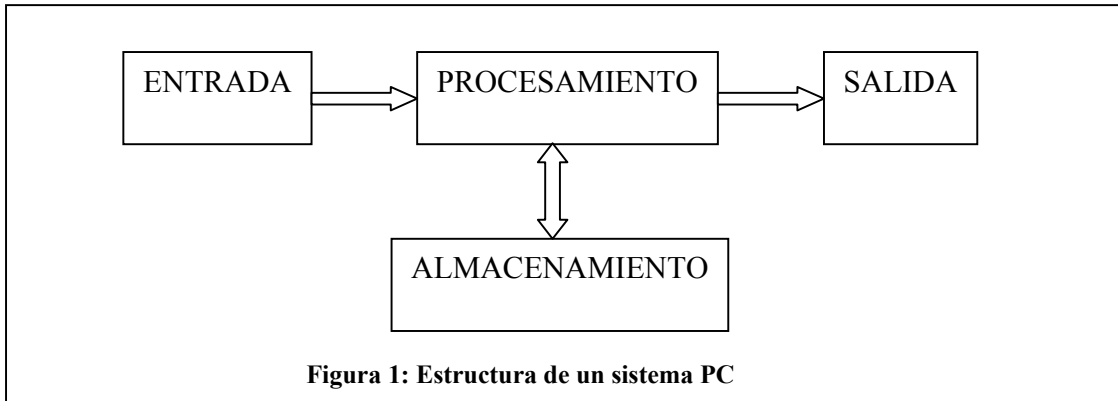 ENTRADA
PROCESAMIENTO
SALIDA
ALMACENAMIENTO
Figura 1: Estructura de un sistema PC